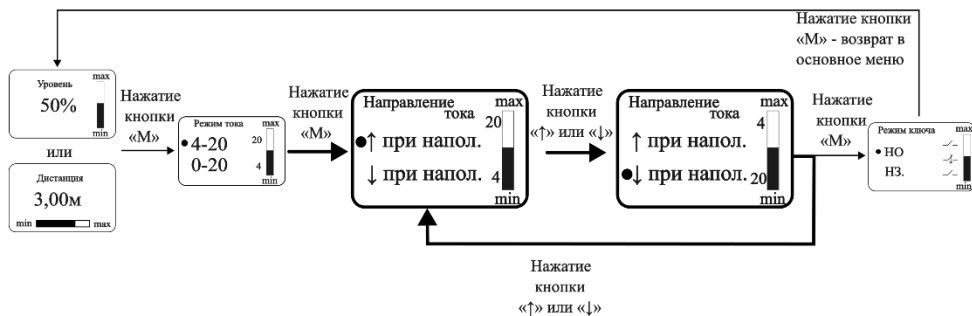 Нажатие кнопки
«М» - возврат в
основное меню
Уровень
50%
max
min
или
Дистанция
3,00м
min
max
Нажатие
кнопки
«М»
Режим тока
4-20
0-20
max
20
4
min
Нажатие
кнопки
«М»
Направление
тока
↑ при напол.
↓ при напол.
max
20
4
min
Нажатие
кнопки
«↑» или «↓»
Направление
тока
↑ при напол.
↓ при напол.
max
4
20
min
Нажатие
кнопки
«М»
Режим ключа
НО
НЗ.
max
min
Нажатие
кнопки
«↑» или «↓»